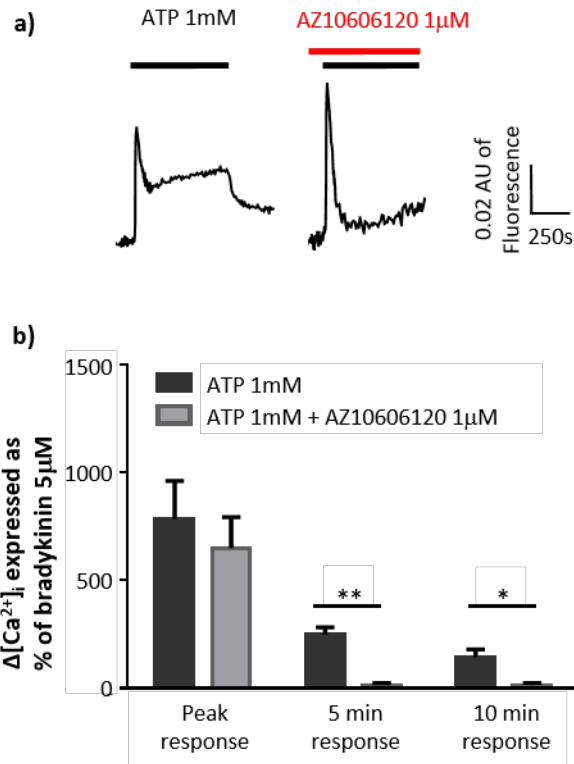 a)
ATP 1mM
AZ10606120 1μM
0.02 AU of
Fluorescence
250s
b)
Δ[Ca²⁺]ᵢ expressed as
% of bradykinin 5μM
1500
1000
500
0
ATP 1mM
ATP 1mM + AZ10606120 1μM
**
*
Peak
response
5 min
response
10 min
response